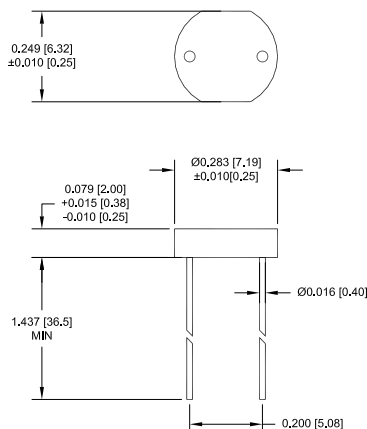 0.249 [6.32]
±0.010 [0.25]
Ø0.283 [7.19]
±0.010[0.25]
0.079 [2.00]
+0.015 [0.38]
-0.010 [0.25]
Ø0.016 [0.40]
1.437 [36.5]
MIN
0.200 [5.08]